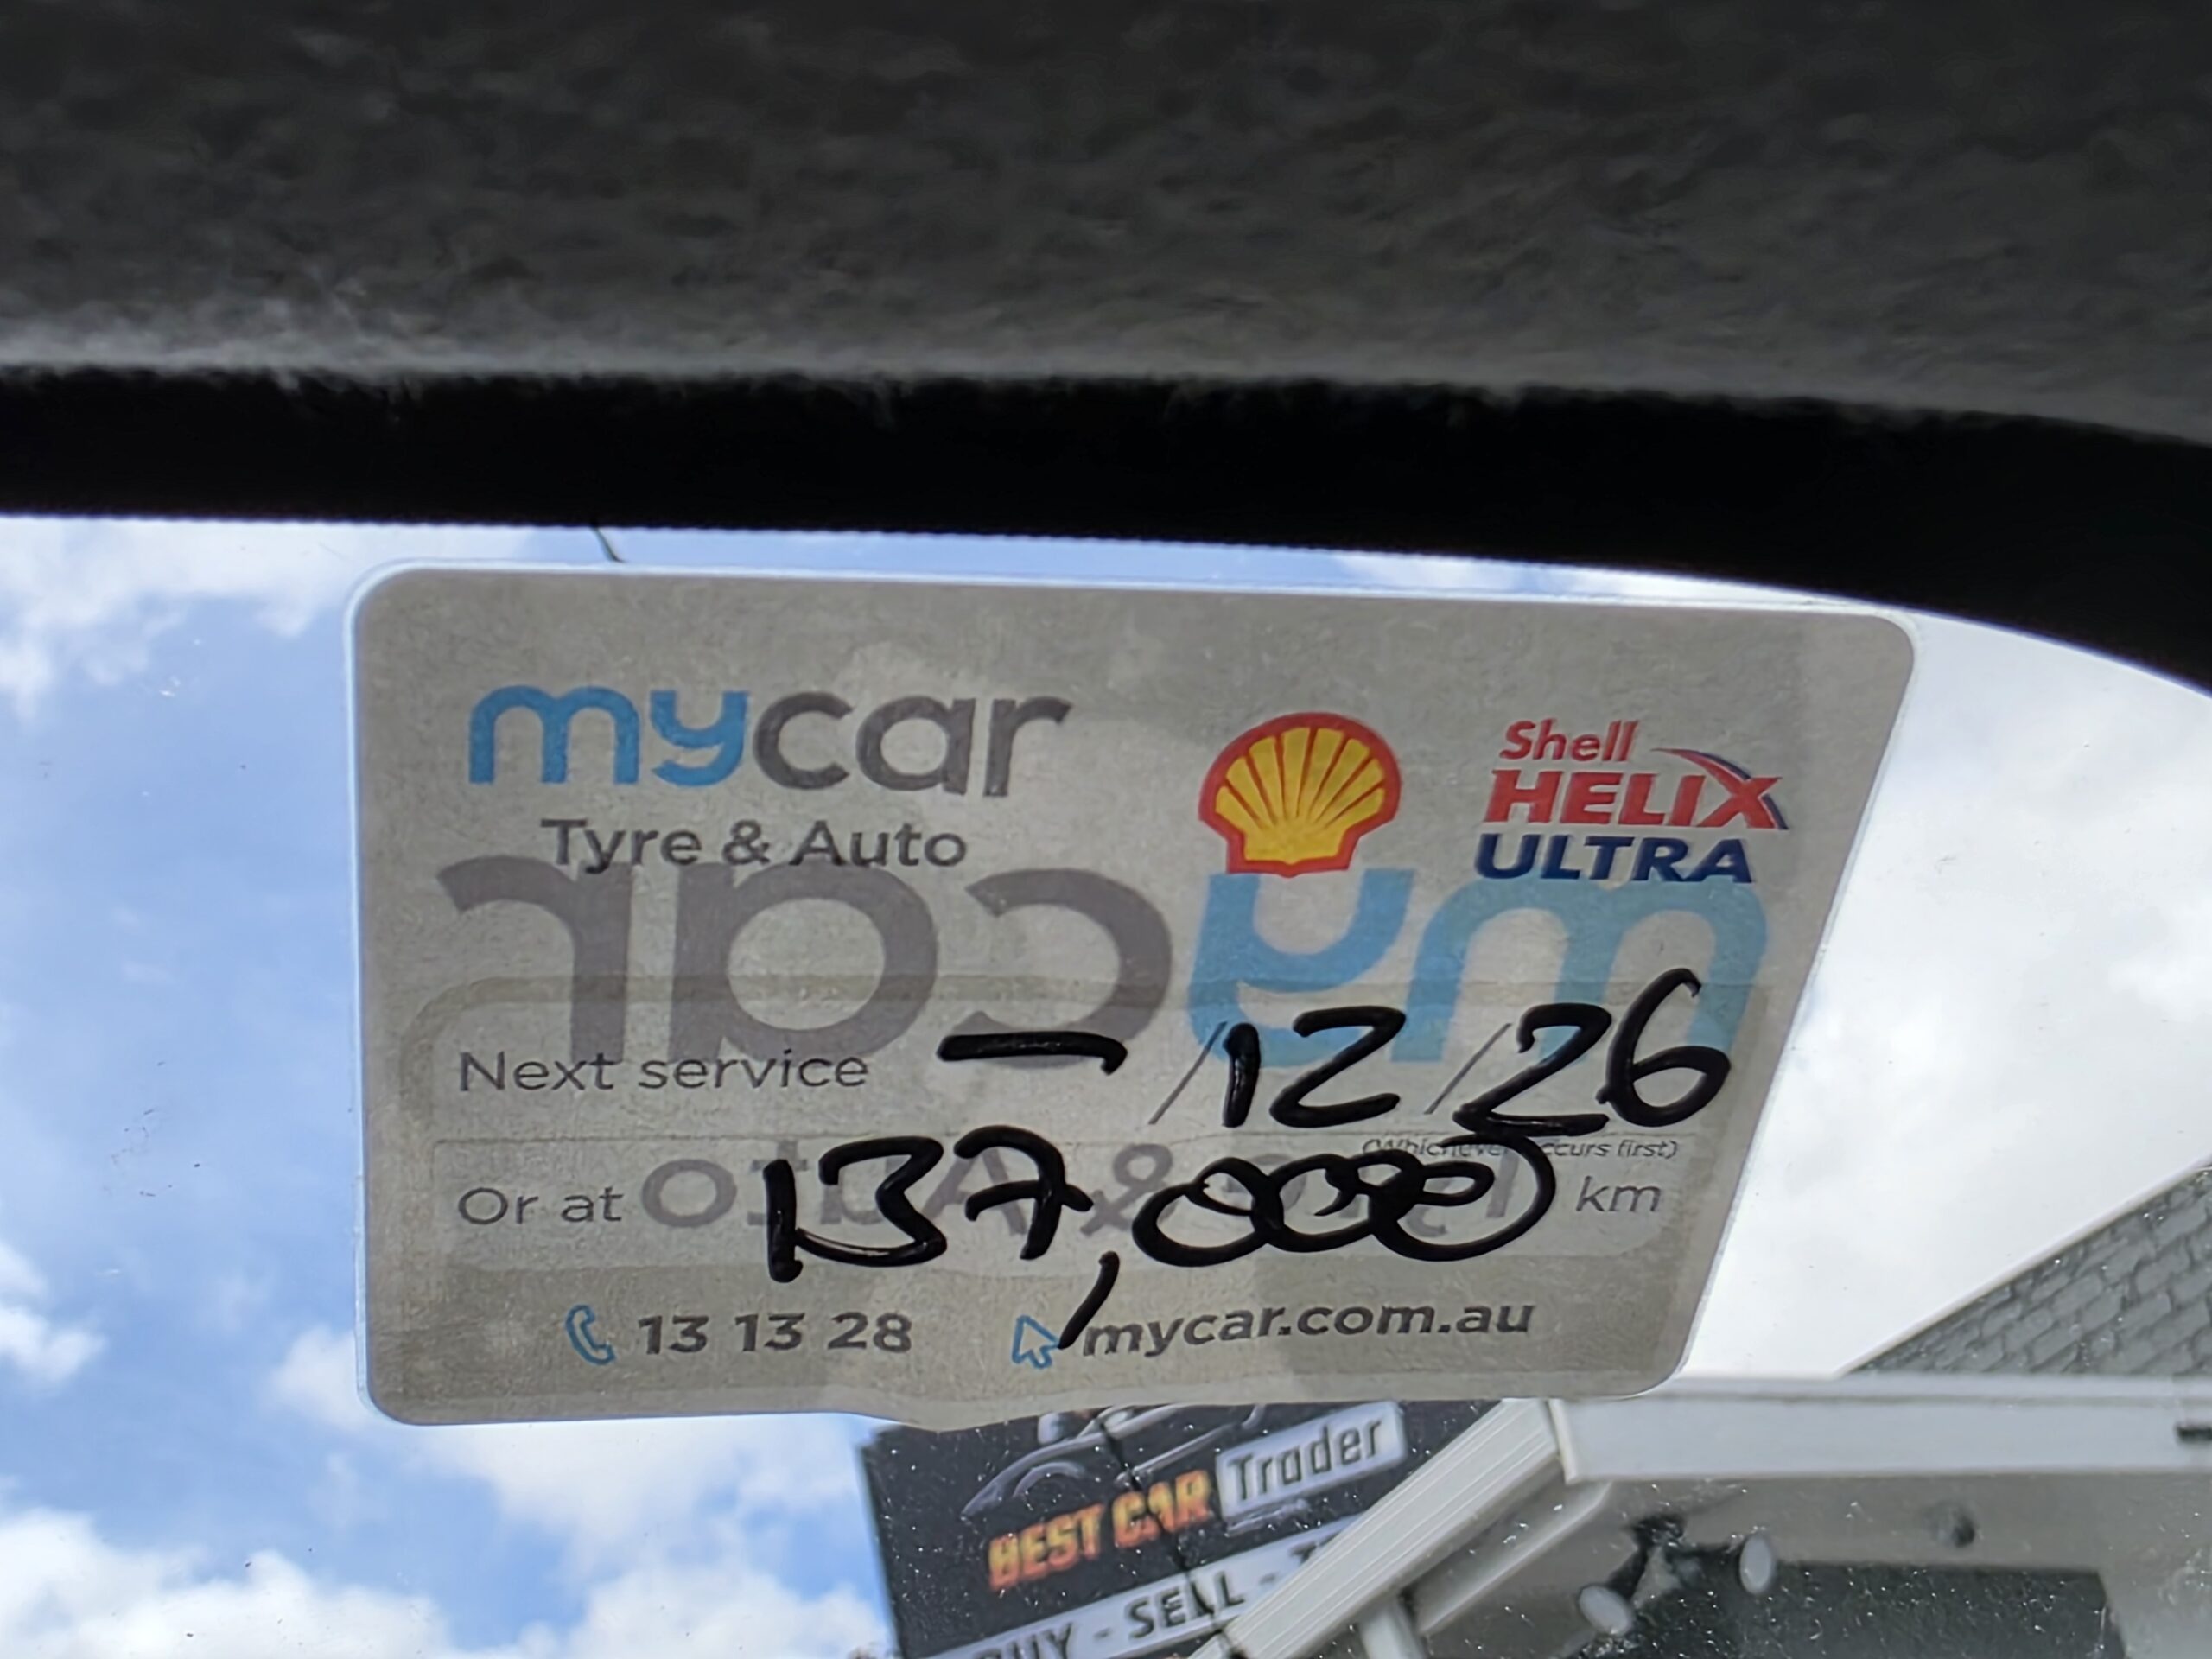 mycar
Tyre & Auto
Shell
HELIX
ULTRA
mycar
Next service — /12/26
(Whichever occurs first)
Or at 137,000 km
13 13 28 mycar.com.au
BEST CAR Trader
BUY - SELL -